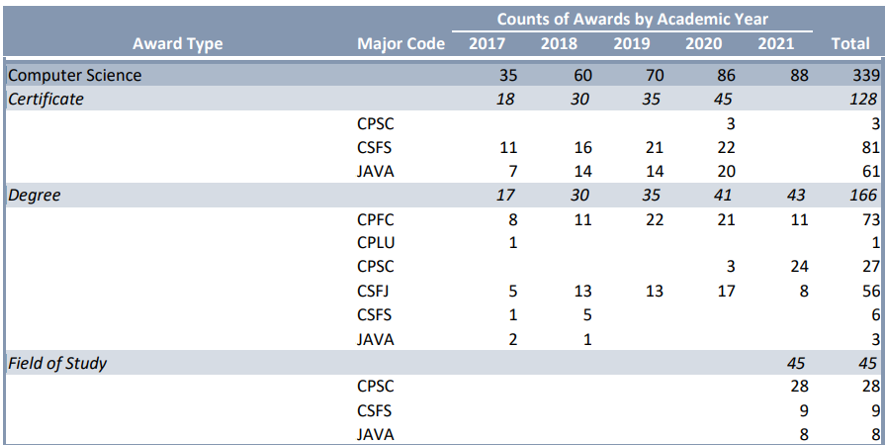 Counts of Awards by Academic Year
Award Type Major Code 2017 2018 2019 2020 2021 Total
Computer Science 35 60 70 86 88 339
Certificate 18 30 35 45 128
CPSC 3 3
CSFS 11 16 21 22 81
JAVA 7 14 14 20 61
Degree 17 30 35 41 43 166
CPFC 8 11 22 21 11 73
CPLU 1 1
CPSC 3 24 27
CSFJ 5 13 13 17 8 56
CSFS 1 5 6
JAVA 2 1 3
Field of Study 45 45
CPSC 28 28
CSFS 9 9
JAVA 8 8